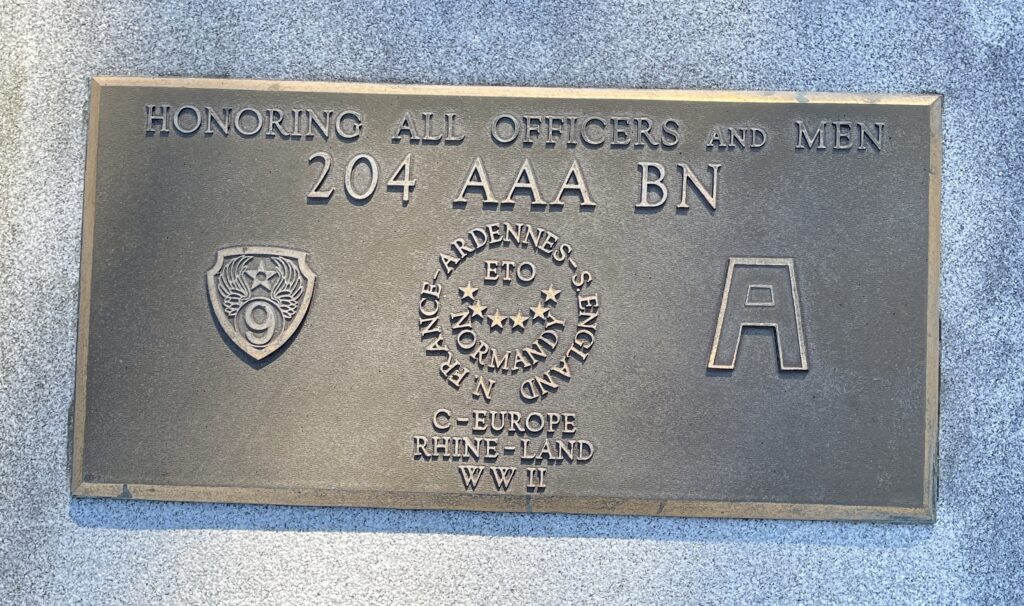 HONORING ALL OFFICERS AND MEN
204 AAA BN
N. FRANCE-ARDENNES-S. ENGLAND
ETO
NORMANDY
9
A
C-EUROPE
RHINE-LAND
WW II